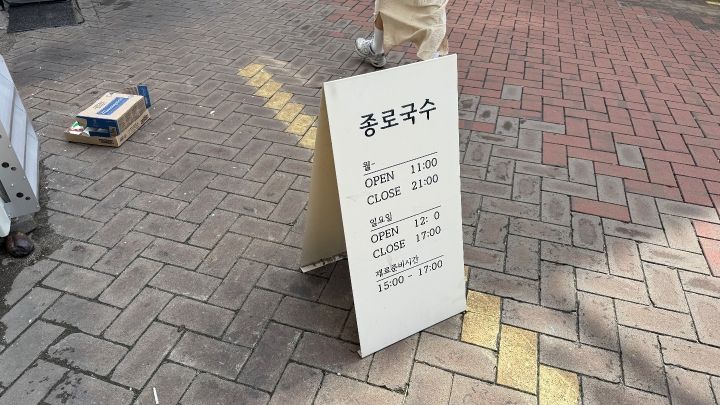 종로국수
월-
OPEN 11:00
CLOSE 21:00
일요일
OPEN 12: 0
CLOSE 17:00
재료준비시간
15:00 - 17:00